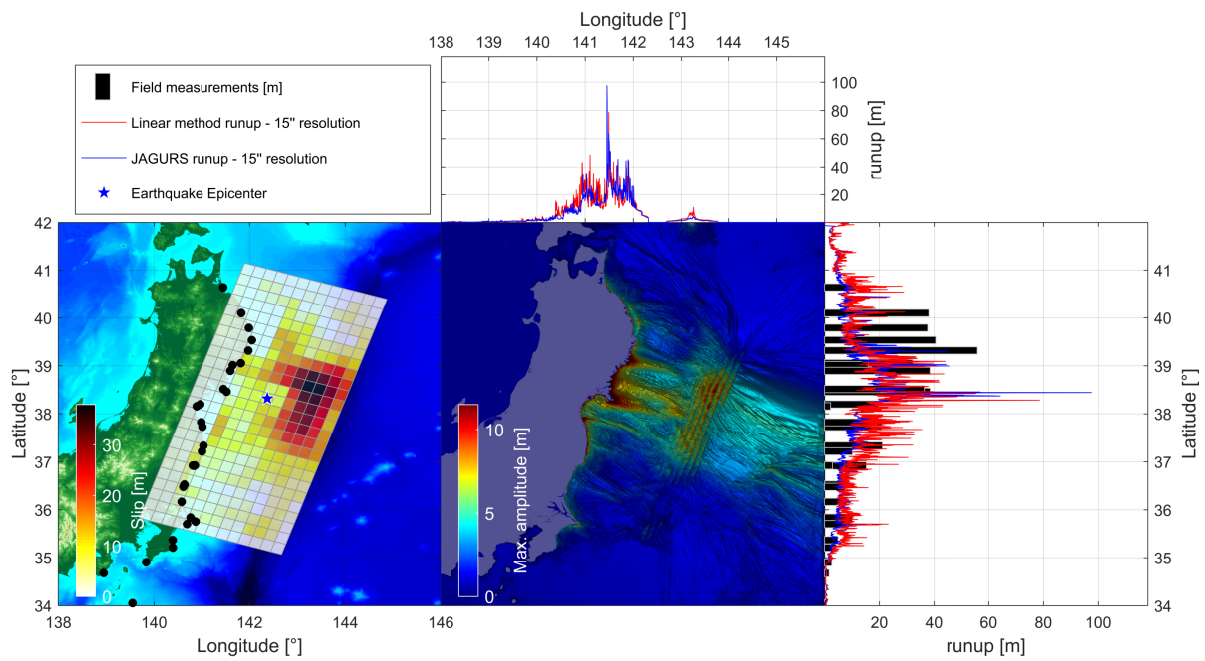 Longitude [°]
138 139 140 141 142 143 144 145
Field measurements [m]
Linear method runup - 15" resolution
JAGURS runup - 15" resolution
Earthquake Epicenter
100
80
60
40
20
runup [m]
42
41
40
39
38
37
36
35
34
Latitude [°]
30
20
10
0
Slip [m]
138 140 142 144 146
Longitude [°]
10
5
0
Max. amplitude [m]
41
40
39
38
37
36
35
34
Latitude [°]
20 40 60 80 100
runup [m]